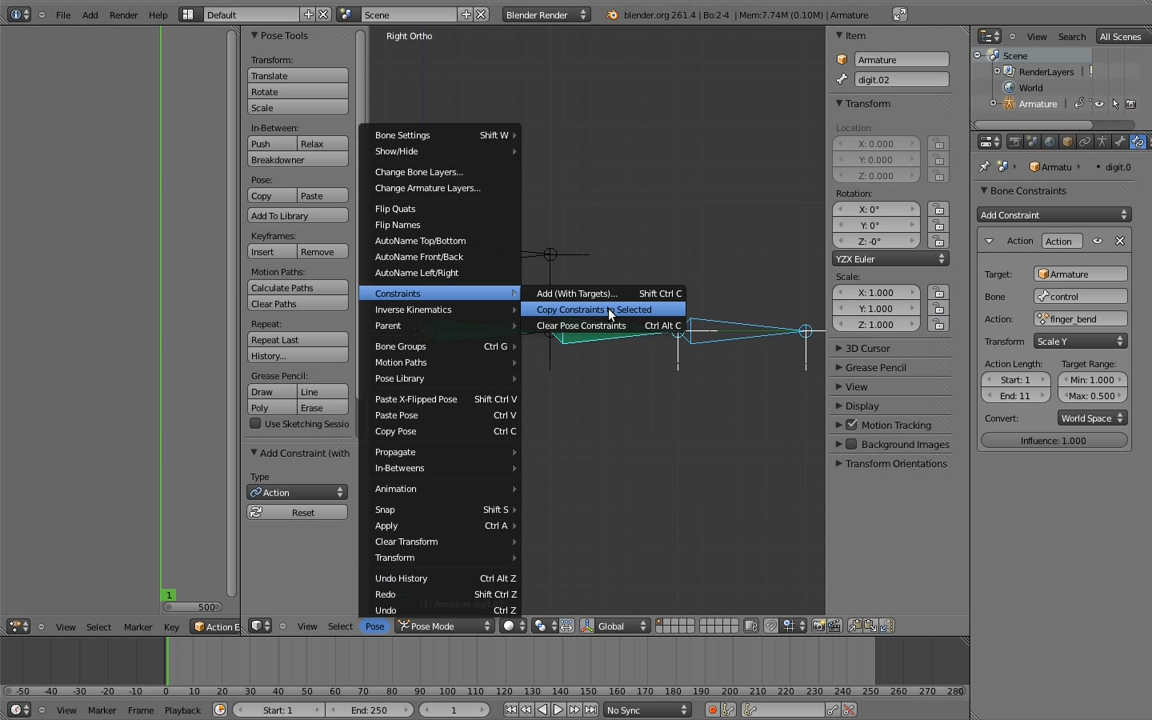 File Add Render Help
Default
Scene
Blender Render
blender.org 261.4 | Bo:2-4 | Mem:7.74M (0.10M) | Armature
Pose Tools
Transform:
Translate
Rotate
Scale
In-Between:
Push Relax
Breakdowner
Pose:
Copy Paste
Add To Library
Keyframes:
Insert Remove
Motion Paths:
Calculate Paths
Clear Paths
Repeat:
Repeat Last
History...
Grease Pencil:
Draw Line
Poly Erase
Use Sketching Sessio
Add Constraint (with
Type
Action
Reset
Right Ortho
Bone Settings Shift W
Show/Hide
Change Bone Layers...
Change Armature Layers...
Flip Quats
Flip Names
AutoName Top/Bottom
AutoName Front/Back
AutoName Left/Right
Constraints
Inverse Kinematics
Parent
Bone Groups Ctrl G
Motion Paths
Pose Library
Paste X-Flipped Pose Shift Ctrl V
Paste Pose Ctrl V
Copy Pose Ctrl C
Propagate
In-Betweens
Animation
Snap Shift S
Apply Ctrl A
Clear Transform
Transform
Undo History Ctrl Alt Z
Redo Shift Ctrl Z
Undo Ctrl Z
Add (With Targets)... Shift Ctrl C
Copy Constraints to Selected
Clear Pose Constraints Ctrl Alt C
Item
Armature
digit.02
Transform
Location:
X: 0.000
Y: 0.000
Z: 0.000
Rotation:
X: 0°
Y: 0°
Z: -0°
YZX Euler
Scale:
X: 1.000
Y: 1.000
Z: 1.000
3D Cursor
Grease Pencil
View
Display
Motion Tracking
Background Images
Transform Orientations
View Search All Scenes
Scene
RenderLayers
World
Armature
Armatu digit.0
Bone Constraints
Add Constraint
Action Action
Target: Armature
Bone control
Action: finger_bend
Transform Scale Y
Action Length: Target Range:
Start: 1 Min: 1.000
End: 11 Max: 0.500
Convert: World Space
Influence: 1.000
1
500
View Select Marker Key Action E
View Select Pose Pose Mode Global
-50 -40 -30 -20 -10 0 10 20 30 40 50 60 70 80 90 100 110 120 130 140 150 160 170 180 190 200 210 220 230 240 250 260 270 280
View Marker Frame Playback Start: 1 End: 250 1 No Sync